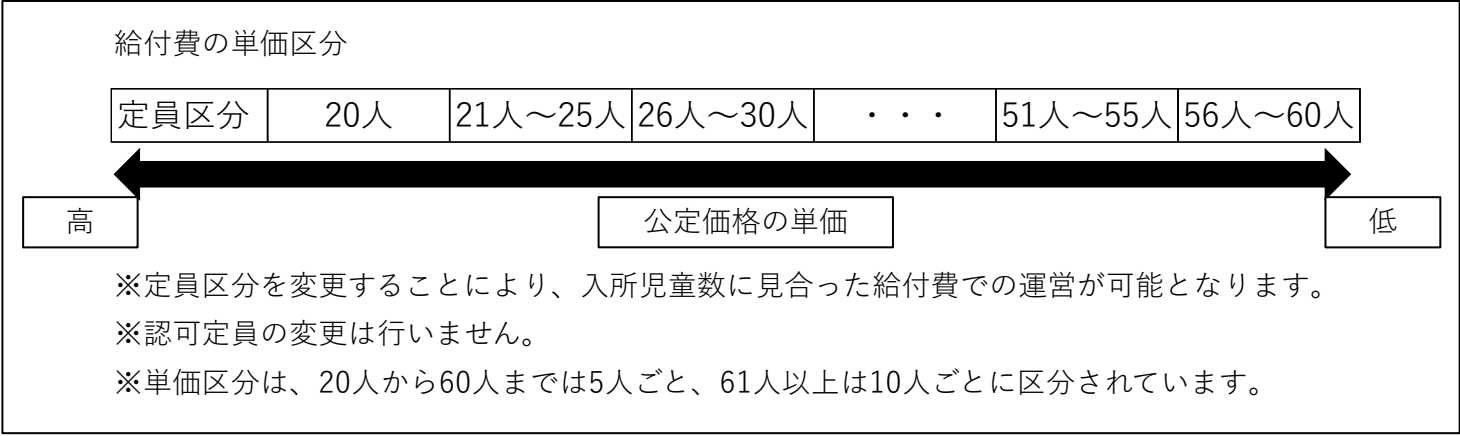 給付費の単価区分
定員区分 20人 21人～25人 26人～30人 ・・・ 51人～55人 56人～60人
高 公定価格の単価 低
※定員区分を変更することにより、入所児童数に見合った給付費での運営が可能となります。
※認可定員の変更は行いません。
※単価区分は、20人から60人までは5人ごと、61人以上は10人ごとに区分されています。